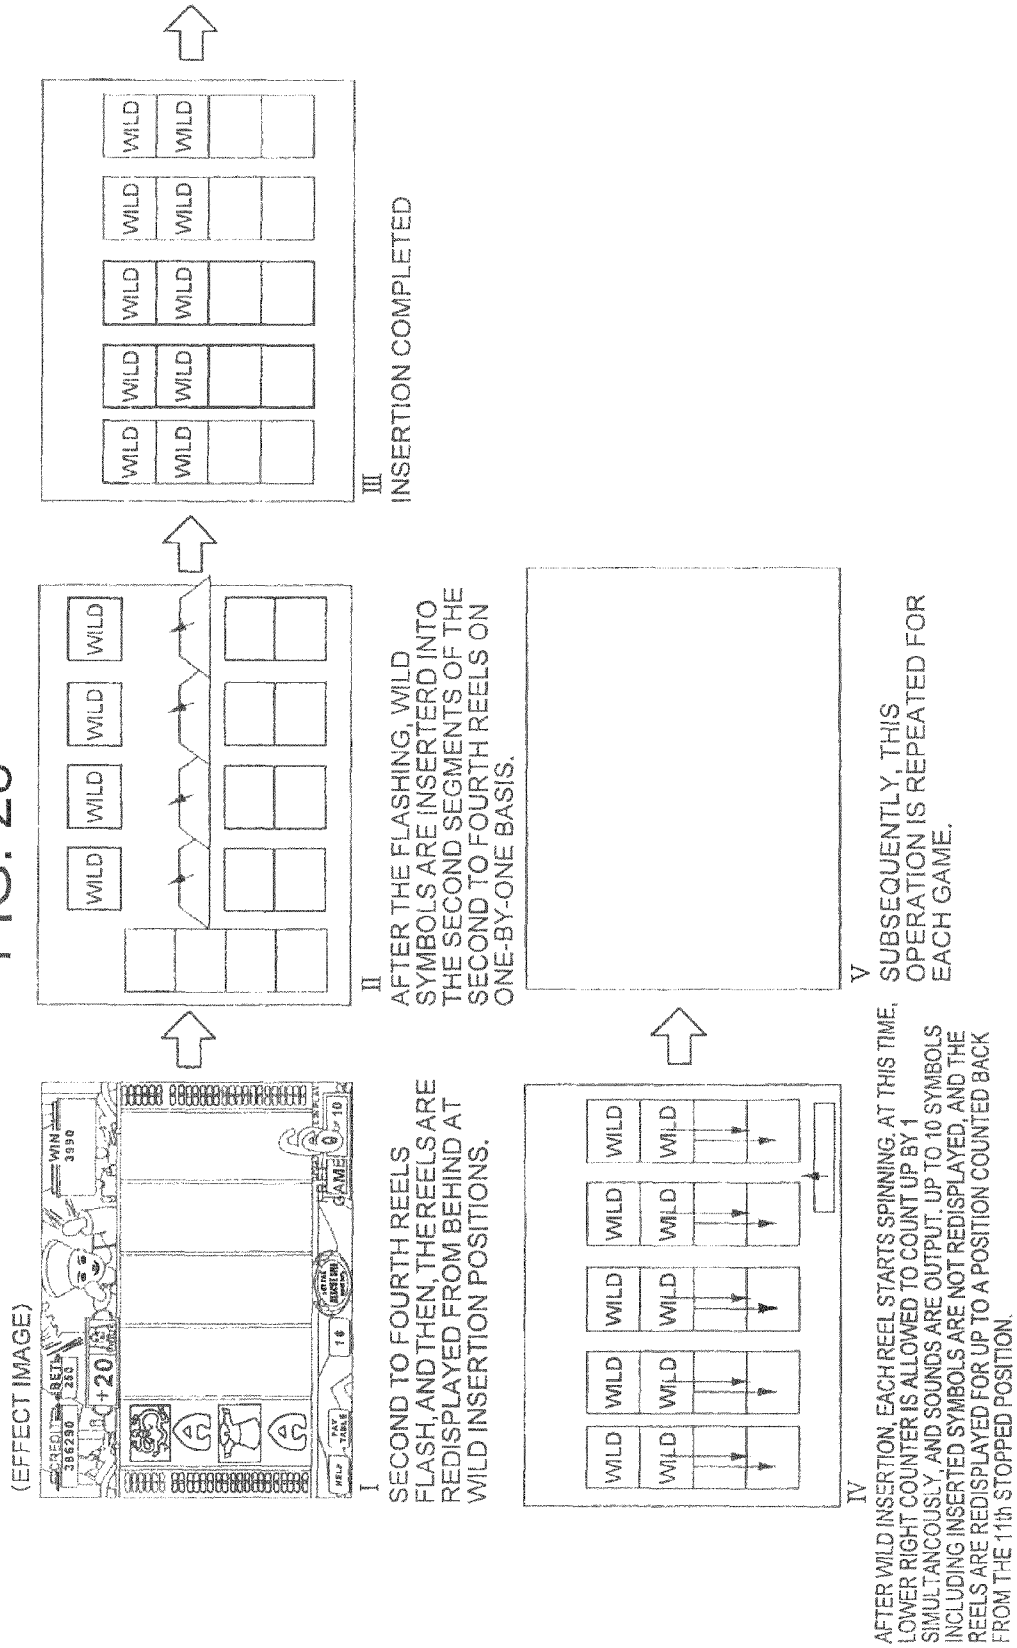 FIG.
(EFFECT IMAGE)
CREDIT
386290
BET
250
WIN
3990
+20
HELP
PAY
TABLE
GAME
0 OF 10
I
SECOND TO FOURTH REELS
FLASH, AND THEN, THE REELS ARE
REDISPLAYED FROM BEHIND AT
WILD INSERTION POSITIONS.
WILD WILD WILD WILD
II
AFTER THE FLASHING, WILD
SYMBOLS ARE INSERTERD INTO
THE SECOND SEGMENTS OF THE
SECOND TO FOURTH REELS ON
ONE-BY-ONE BASIS.
WILD WILD WILD WILD WILD
WILD WILD WILD WILD WILD
III
INSERTION COMPLETED
WILD WILD WILD WILD WILD
WILD WILD WILD WILD WILD
IV
AFTER WILD INSERTION, EACH REEL STARTS SPINNING. AT THIS TIME,
LOWER RIGHT COUNTER IS ALLOWED TO COUNT UP BY 1
SIMULTANCOUSLY, AND SOUNDS ARE OUTPUT. UP TO 10 SYMBOLS
INCLUDING INSERTED SYMBOLS ARE NOT REDISPLAYED, AND THE
REELS ARE REDISPLAYED FOR UP TO A POSITION COUNTED BACK
FROM THE 11th STOPPED POSITION.
V
SUBSEQUENTLY, THIS
OPERATION IS REPEATED FOR
EACH GAME.